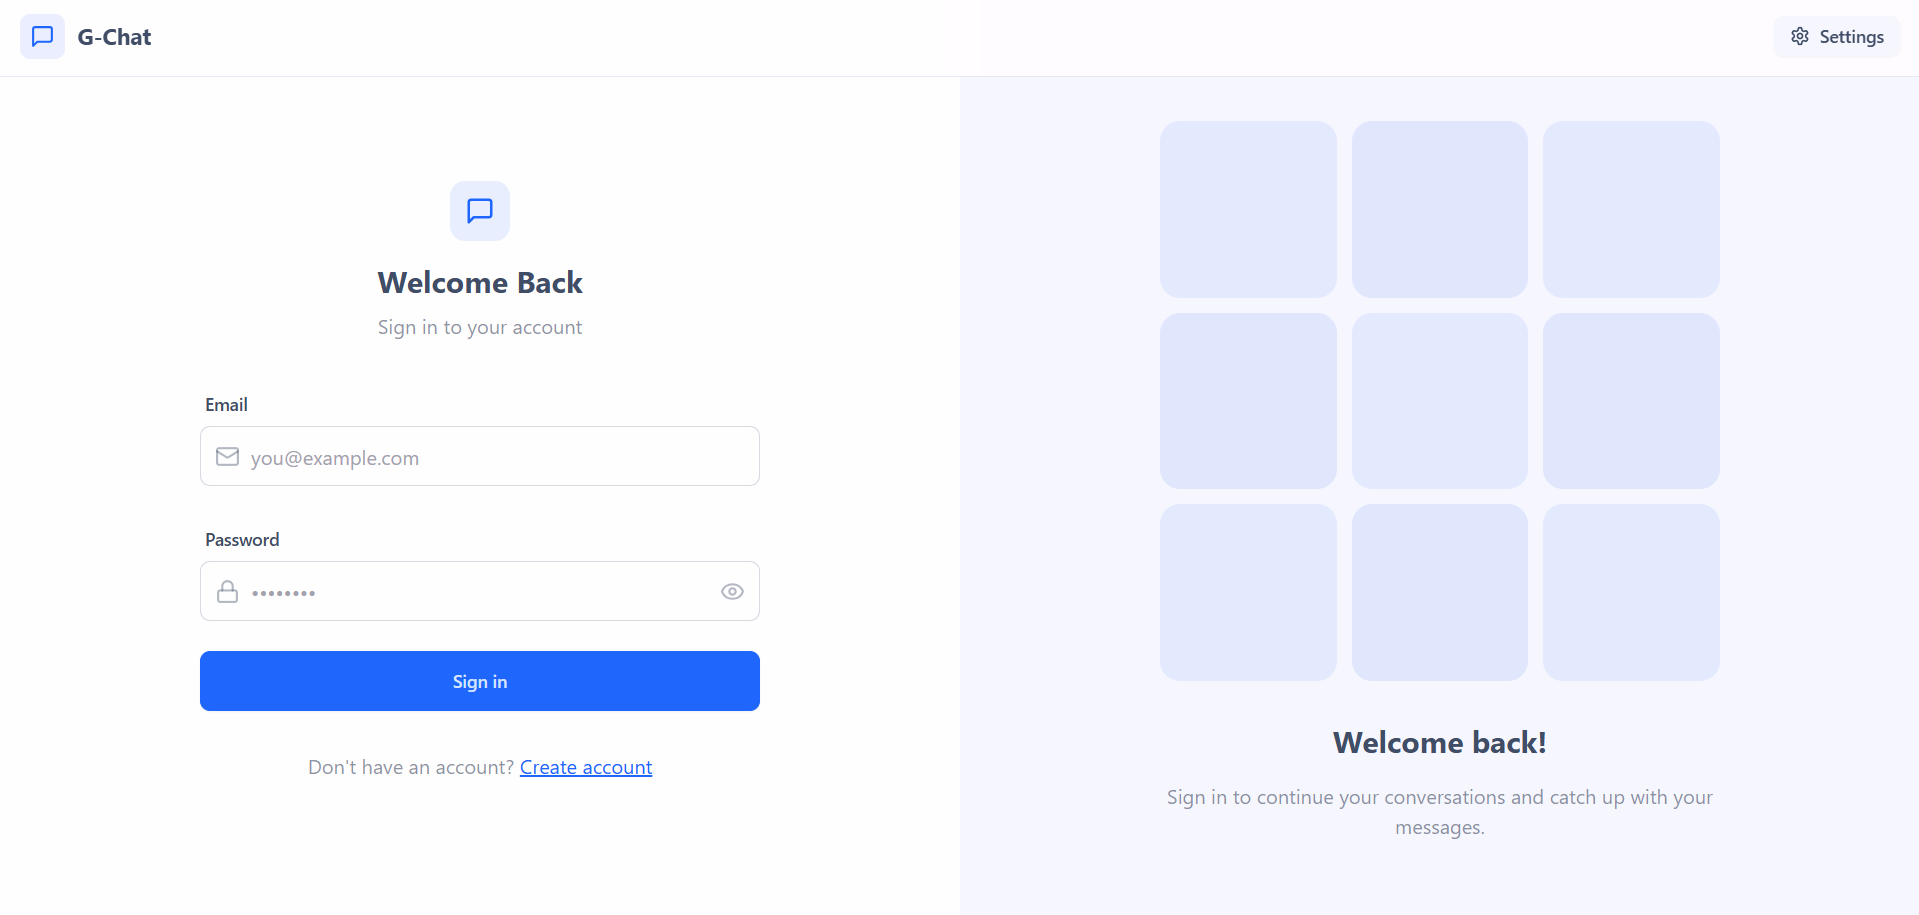 G-Chat
Settings
Welcome Back
Sign in to your account
Email
you@example.com
Password
••••••••
Sign in
Don't have an account? Create account
Welcome back!
Sign in to continue your conversations and catch up with your
messages.